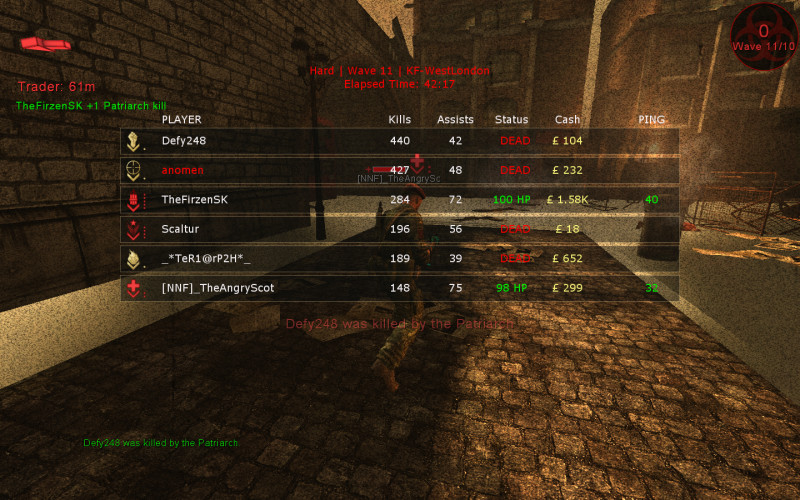 0
Wave 11/10
Hard | Wave 11 | KF-WestLondon
Elapsed Time: 42:17
Trader: 61m
TheFirzenSK +1 Patriarch kill
PLAYER Kills Assists Status Cash PING
Defy248 440 42 DEAD £ 104
anomen 427 48 DEAD £ 232
[NNF]_TheAngrySc
TheFirzenSK 284 72 100 HP £ 1.58K 40
Scaltur 196 56 DEAD £ 18
_*TeR1@rP2H*_ 189 39 DEAD £ 652
[NNF]_TheAngryScot 148 75 98 HP £ 299 32
Defy248 was killed by the Patriarch.
Defy248 was killed by the Patriarch.